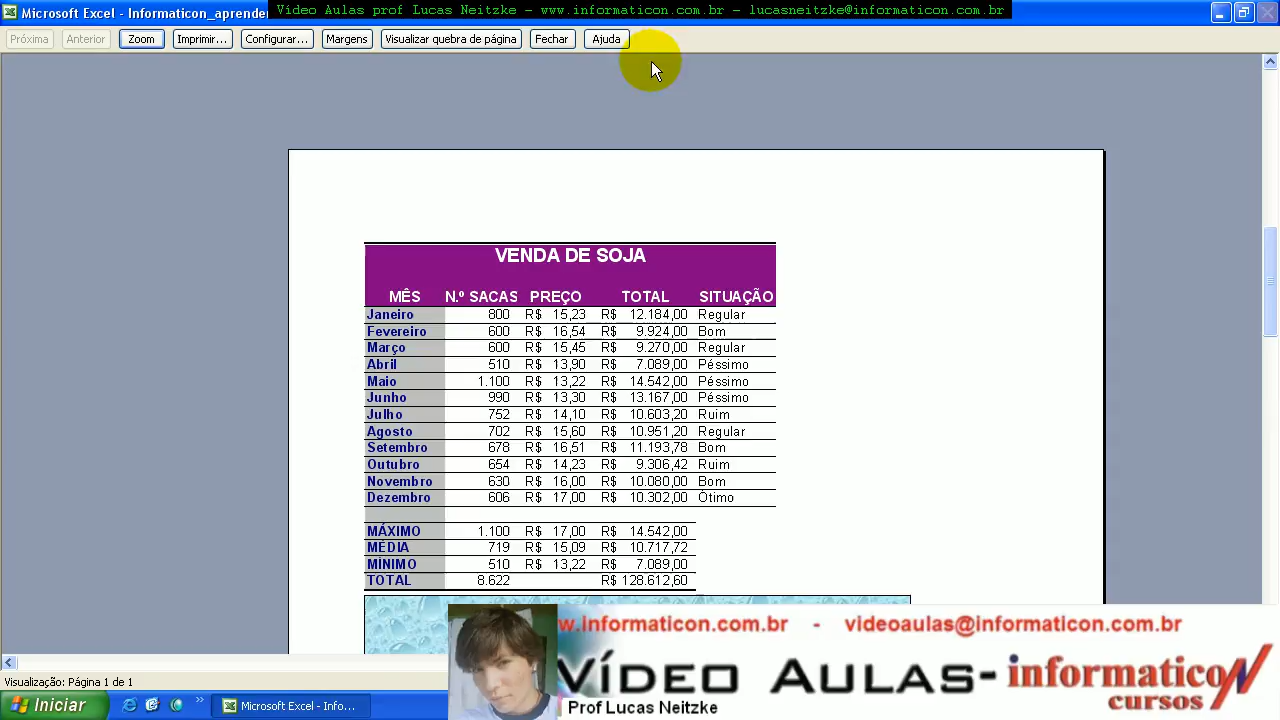 Microsoft Excel - Informaticon_aprender
Vídeo Aulas prof Lucas Neitzke - www.informaticon.com.br - lucasneitzke@informaticon.com.br
Próxima Anterior Zoom Imprimir... Configurar... Margens Visualizar quebra de página Fechar Ajuda
VENDA DE SOJA
MÊS N.º SACAS PREÇO TOTAL SITUAÇÃO
Janeiro 800 R$ 15,23 R$ 12.184,00 Regular
Fevereiro 600 R$ 16,54 R$ 9.924,00 Bom
Março 600 R$ 15,45 R$ 9.270,00 Regular
Abril 510 R$ 13,90 R$ 7.089,00 Péssimo
Maio 1.100 R$ 13,22 R$ 14.542,00 Péssimo
Junho 990 R$ 13,30 R$ 13.167,00 Péssimo
Julho 752 R$ 14,10 R$ 10.603,20 Ruim
Agosto 702 R$ 15,60 R$ 10.951,20 Regular
Setembro 678 R$ 16,51 R$ 11.193,78 Bom
Outubro 654 R$ 14,23 R$ 9.306,42 Ruim
Novembro 630 R$ 16,00 R$ 10.080,00 Bom
Dezembro 606 R$ 17,00 R$ 10.302,00 Ótimo
MÁXIMO 1.100 R$ 17,00 R$ 14.542,00
MÉDIA 719 R$ 15,09 R$ 10.717,72
MÍNIMO 510 R$ 13,22 R$ 7.089,00
TOTAL 8.622 R$ 128.612,60
w.informaticon.com.br - videoaulas@informaticon.com.br
VÍDEO AULAS- informaticon
cursos
Prof Lucas Neitzke
Visualização: Página 1 de 1
Iniciar Microsoft Excel - Info...